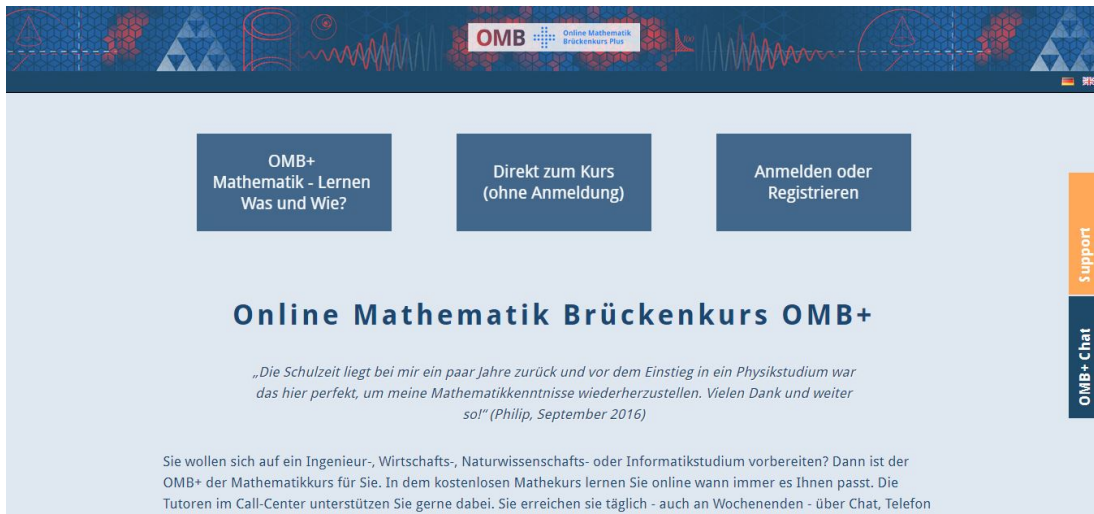 OMB
Online Mathematik
Brückenkurs Plus
OMB+
Mathematik - Lernen
Was und Wie?
Direkt zum Kurs
(ohne Anmeldung)
Anmelden oder
Registrieren
Support
OMB+ Chat
Online Mathematik Brückenkurs OMB+
„Die Schulzeit liegt bei mir ein paar Jahre zurück und vor dem Einstieg in ein Physikstudium war
das hier perfekt, um meine Mathematikkenntnisse wiederherzustellen. Vielen Dank und weiter
so!“ (Philip, September 2016)
Sie wollen sich auf ein Ingenieur-, Wirtschafts-, Naturwissenschafts- oder Informatikstudium vorbereiten? Dann ist der
OMB+ der Mathematikkurs für Sie. In dem kostenlosen Mathekurs lernen Sie online wann immer es Ihnen passt. Die
Tutoren im Call-Center unterstützen Sie gerne dabei. Sie erreichen sie täglich - auch an Wochenenden - über Chat, Telefon